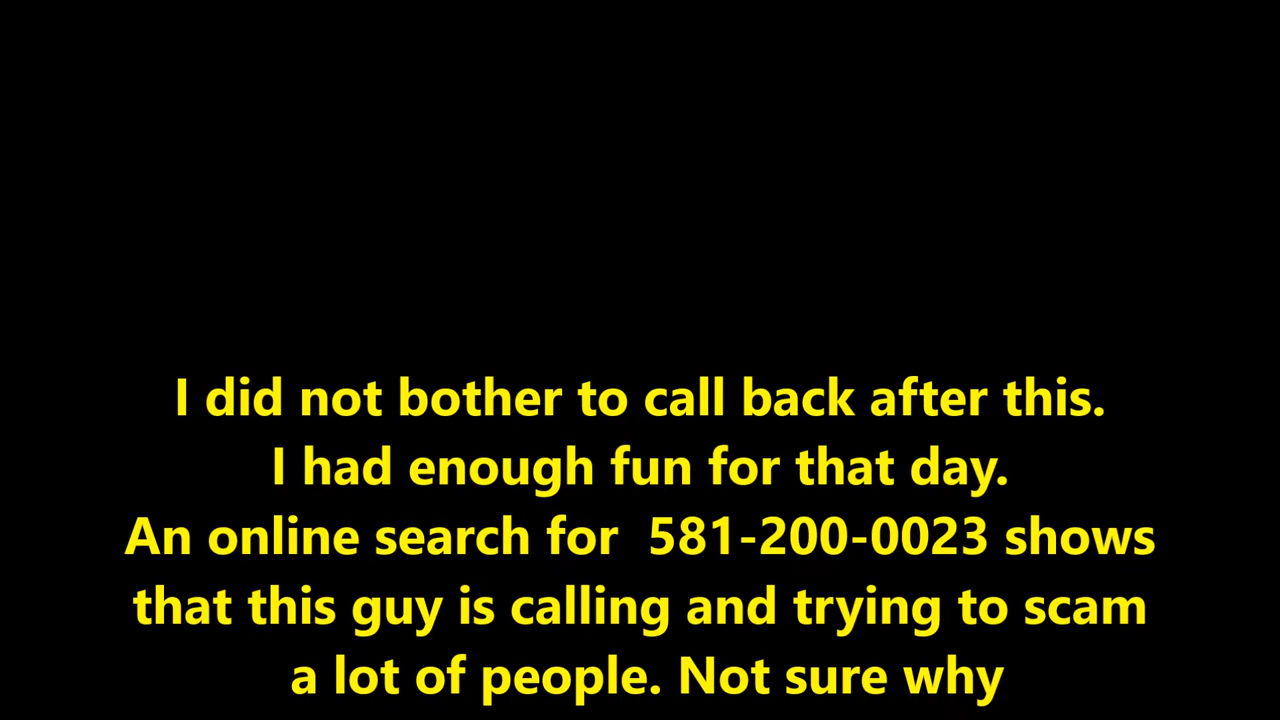 I did not bother to call back after this.
I had enough fun for that day.
An online search for  581-200-0023 shows
that this guy is calling and trying to scam
a lot of people. Not sure why